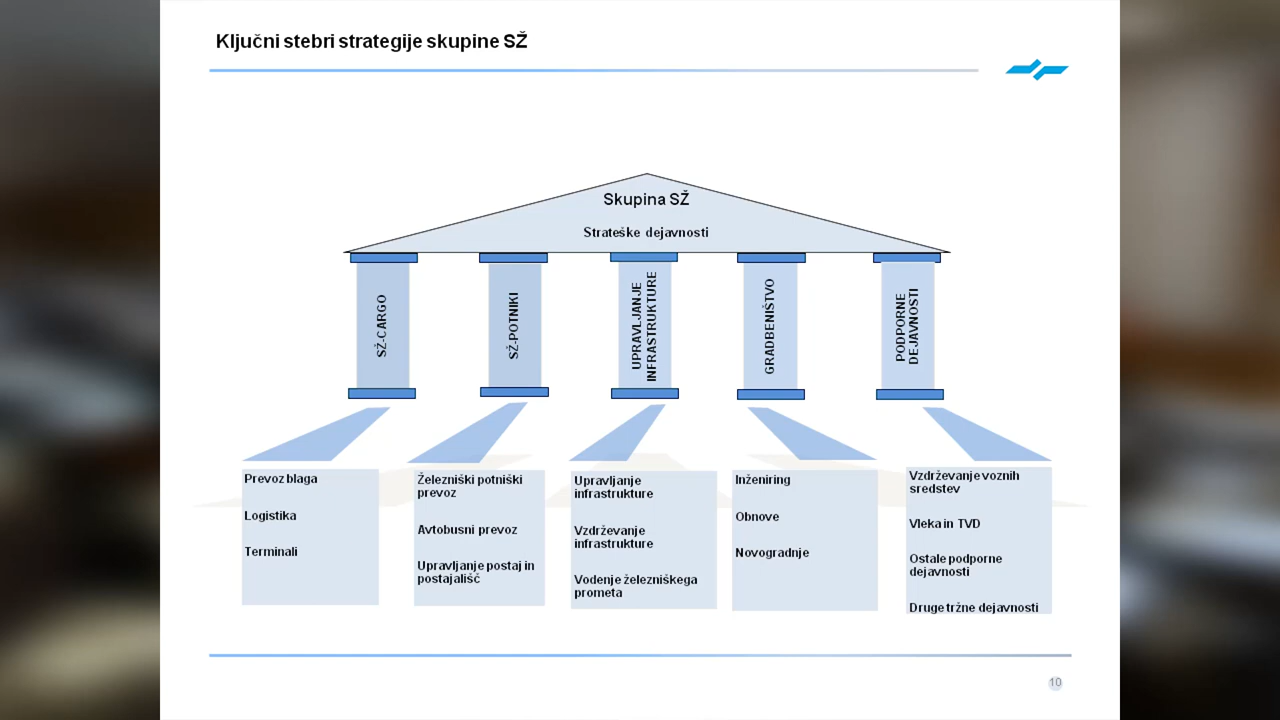 Ključni stebri strategije skupine SŽ
Skupina SŽ
Strateške dejavnosti
SŽ-CARGO
SŽ-POTNIKI
UPRAVLJANJE
INFRASTRUKTURE
GRADBENIŠTVO
PODPORNE
DEJAVNOSTI
Prevoz blaga
Logistika
Terminali
Železniški potniški
prevoz
Avtobusni prevoz
Upravljanje postaj in
postajališč
Upravljanje
infrastrukture
Vzdrževanje
infrastrukture
Vodenje železniškega
prometa
Inženiring
Obnove
Novogradnje
Vzdrževanje voznih
sredstev
Vleka in TVD
Ostale podporne
dejavnosti
Druge tržne dejavnosti
10